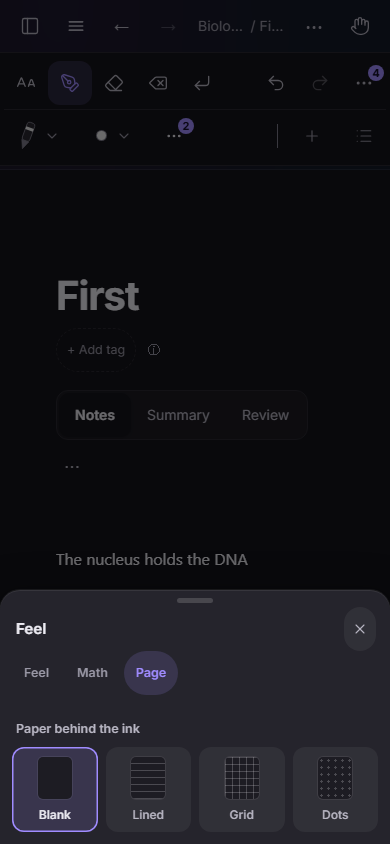 Biolo... / Fi...
AA
4
2
First
+ Add tag
Notes Summary Review
The nucleus holds the DNA
Feel
Feel Math Page
Paper behind the ink
Blank Lined Grid Dots